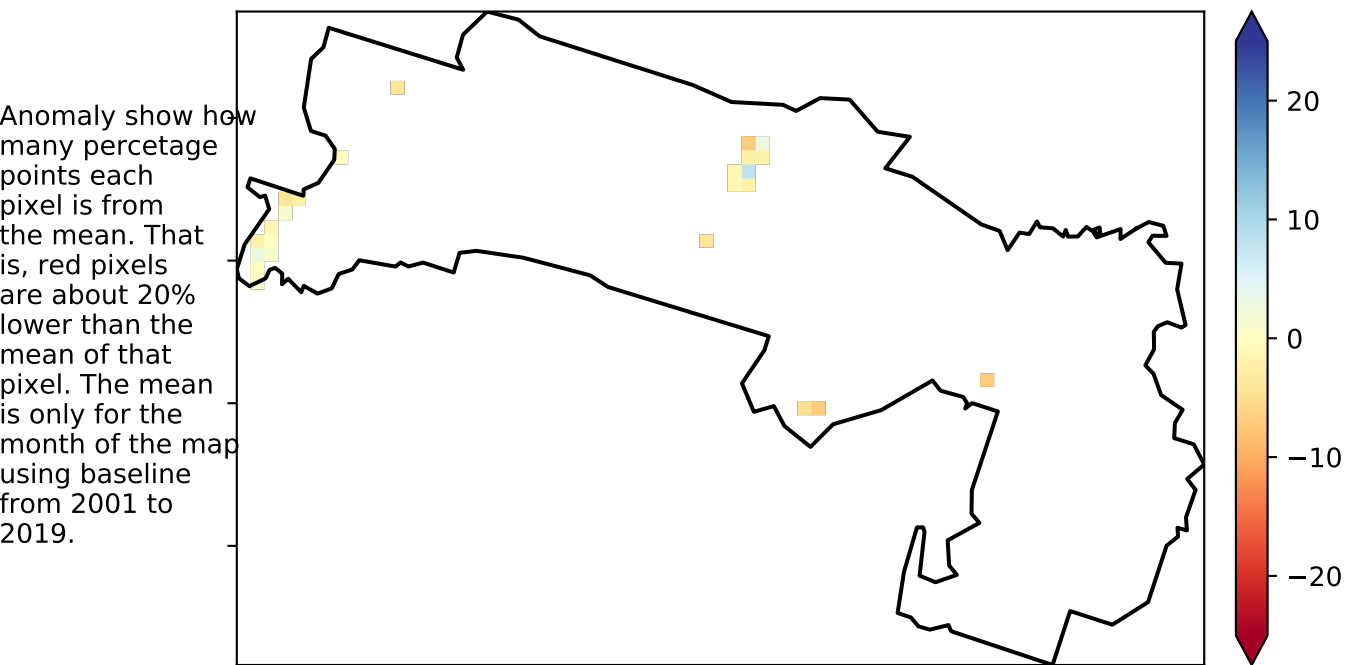 Anomaly show how
many percetage
points each
pixel is from
the mean. That
is, red pixels
are about 20%
lower than the
mean of that
pixel. The mean
is only for the
month of the map
using baseline
from 2001 to
2019.
20
10
0
−10
−20